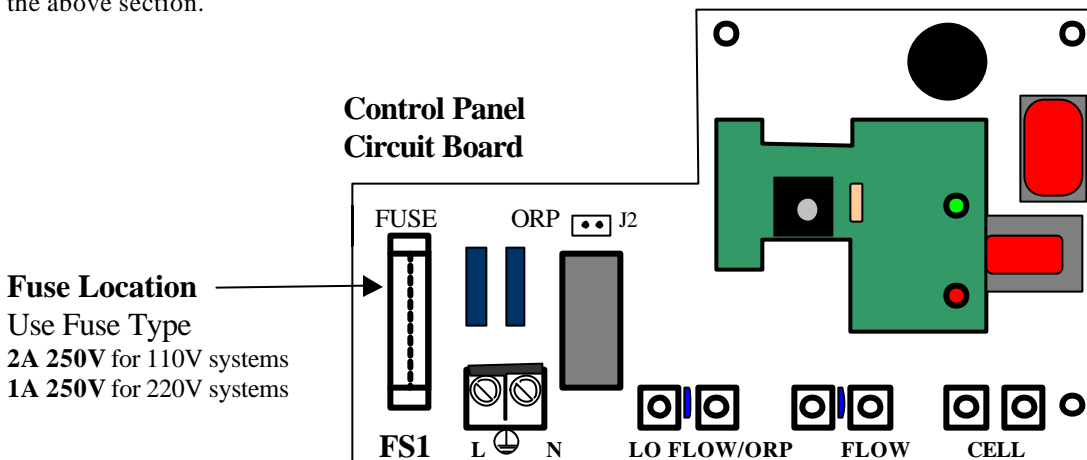 the above section.
Control Panel
Circuit Board
FUSE
ORP J2
Fuse Location
Use Fuse Type
2A 250V for 110V systems
1A 250V for 220V systems
FS1
L N LO FLOW/ORP FLOW CELL